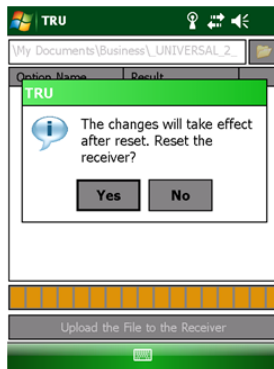 TRU
\My Documents\Business\_UNIVERSAL_2_
Option Name Result
TRU
The changes will take effect
after reset. Reset the
receiver?
Yes No
Upload the File to the Receiver